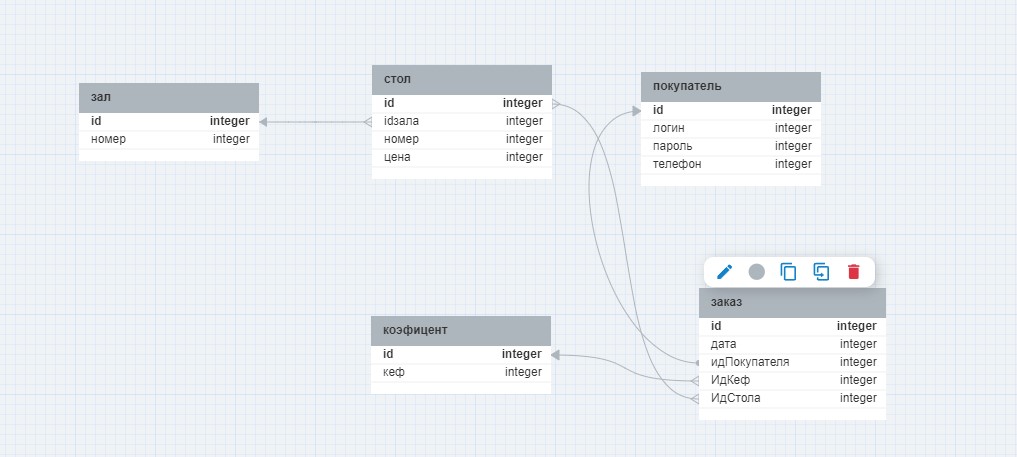 зал
id integer
номер integer
стол
id integer
idзала integer
номер integer
цена integer
покупатель
id integer
логин integer
пароль integer
телефон integer
коэфицент
id integer
кеф integer
заказ
id integer
дата integer
идПокупателя integer
ИдКеф integer
ИдСтола integer